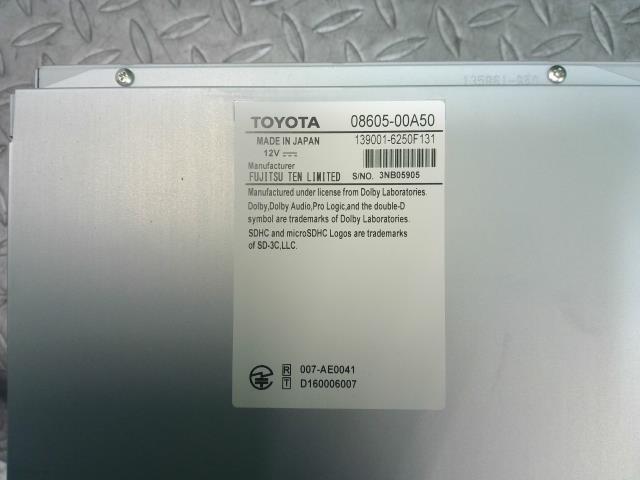 TOYOTA 08605-00A50
MADE IN JAPAN 139001-6250F131
12V
Manufacturer
FUJITSU TEN LIMITED S/NO. 3NB05905
Manufactured under license from Dolby Laboratories.
Dolby,Dolby Audio,Pro Logic,and the double-D
symbol are trademarks of Dolby Laboratories.
SDHC and microSDHC Logos are trademarks
of SD-3C,LLC.
R 007-AE0041
T D160006007